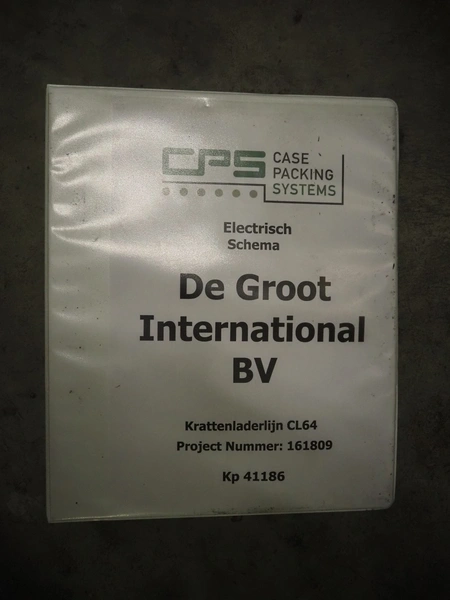 CPS CASE
PACKING
SYSTEMS
Electrisch
Schema
De Groot
International
BV
Krattenladerlijn CL64
Project Nummer: 161809
Kp 41186